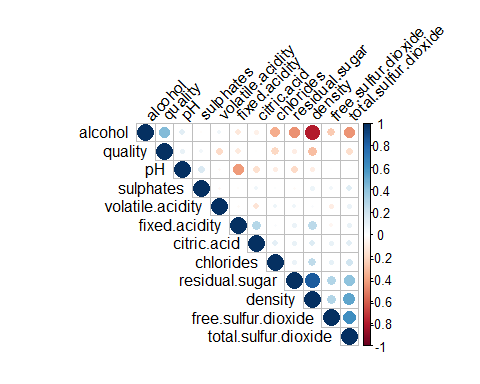 alcohol
quality
pH
sulphates
volatile.acidity
fixed.acidity
citric.acid
chlorides
residual.sugar
density
free.sulfur.dioxide
total.sulfur.dioxide
alcohol
quality
pH
sulphates
volatile.acidity
fixed.acidity
citric.acid
chlorides
residual.sugar
density
free.sulfur.dioxide
total.sulfur.dioxide
1
0.8
0.6
0.4
0.2
0
-0.2
-0.4
-0.6
-0.8
-1